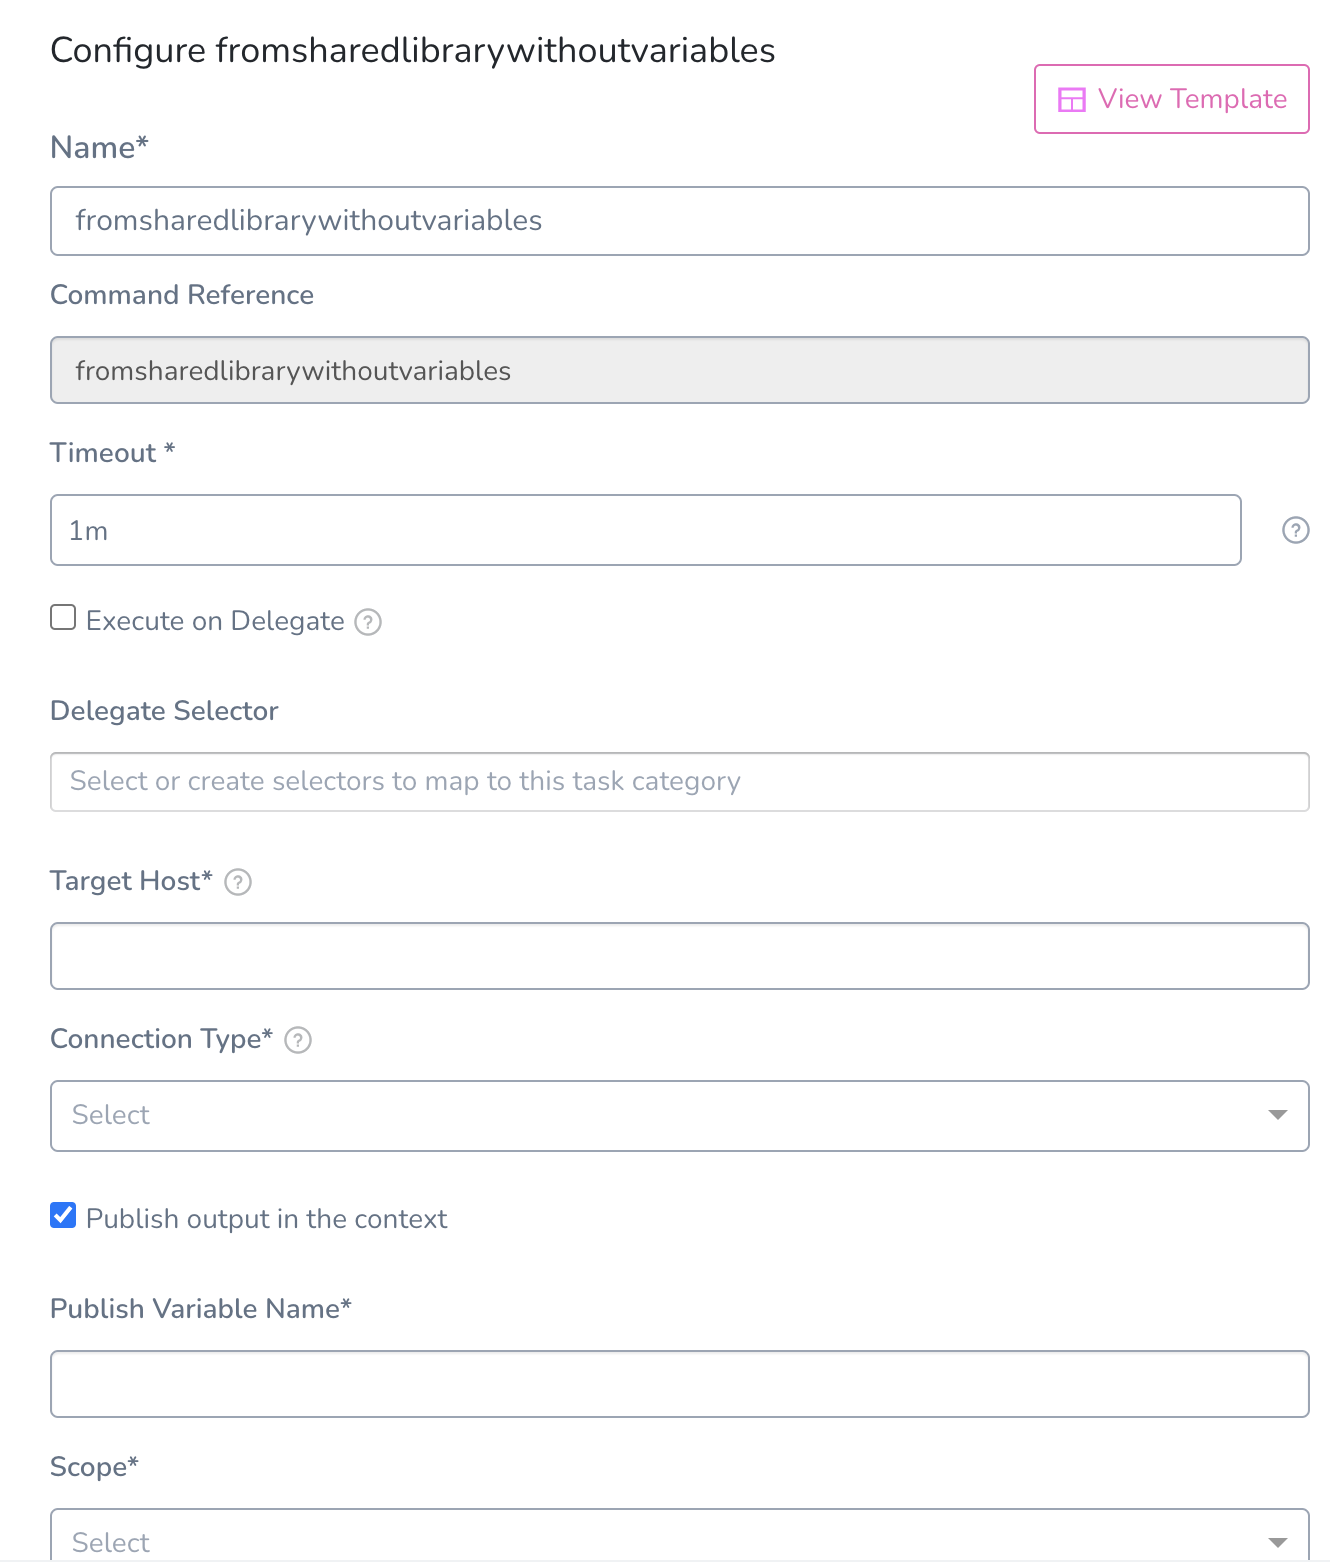 Configure fromsharedlibrarywithoutvariables
View Template
Name*
fromsharedlibrarywithoutvariables
Command Reference
fromsharedlibrarywithoutvariables
Timeout *
1m
?
Execute on Delegate ?
Delegate Selector
Select or create selectors to map to this task category
Target Host* ?
Connection Type* ?
Select
Publish output in the context
Publish Variable Name*
Scope*
Select